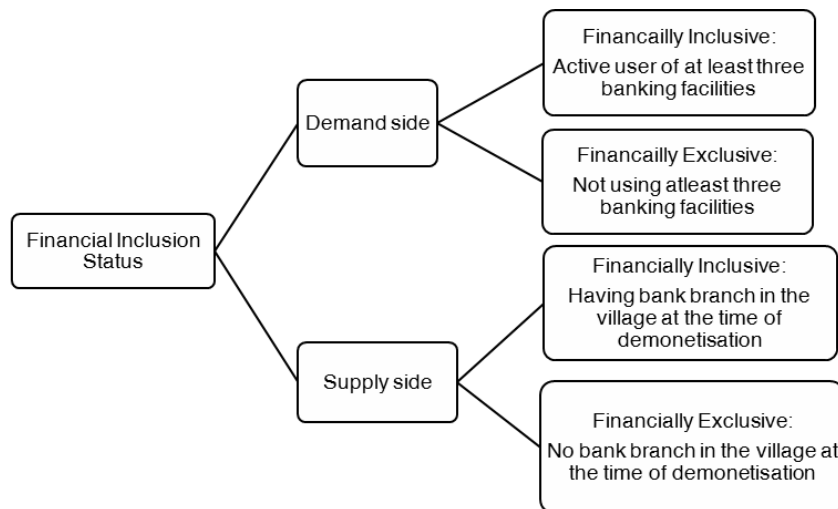 Financial Inclusion
Status
Demand side
Financailly Inclusive:
Active user of at least three
banking facilities
Financailly Exclusive:
Not using atleast three
banking facilities
Supply side
Financially Inclusive:
Having bank branch in the
village at the time of
demonetisation
Financially Exclusive:
No bank branch in the village at
the time of demonetisation